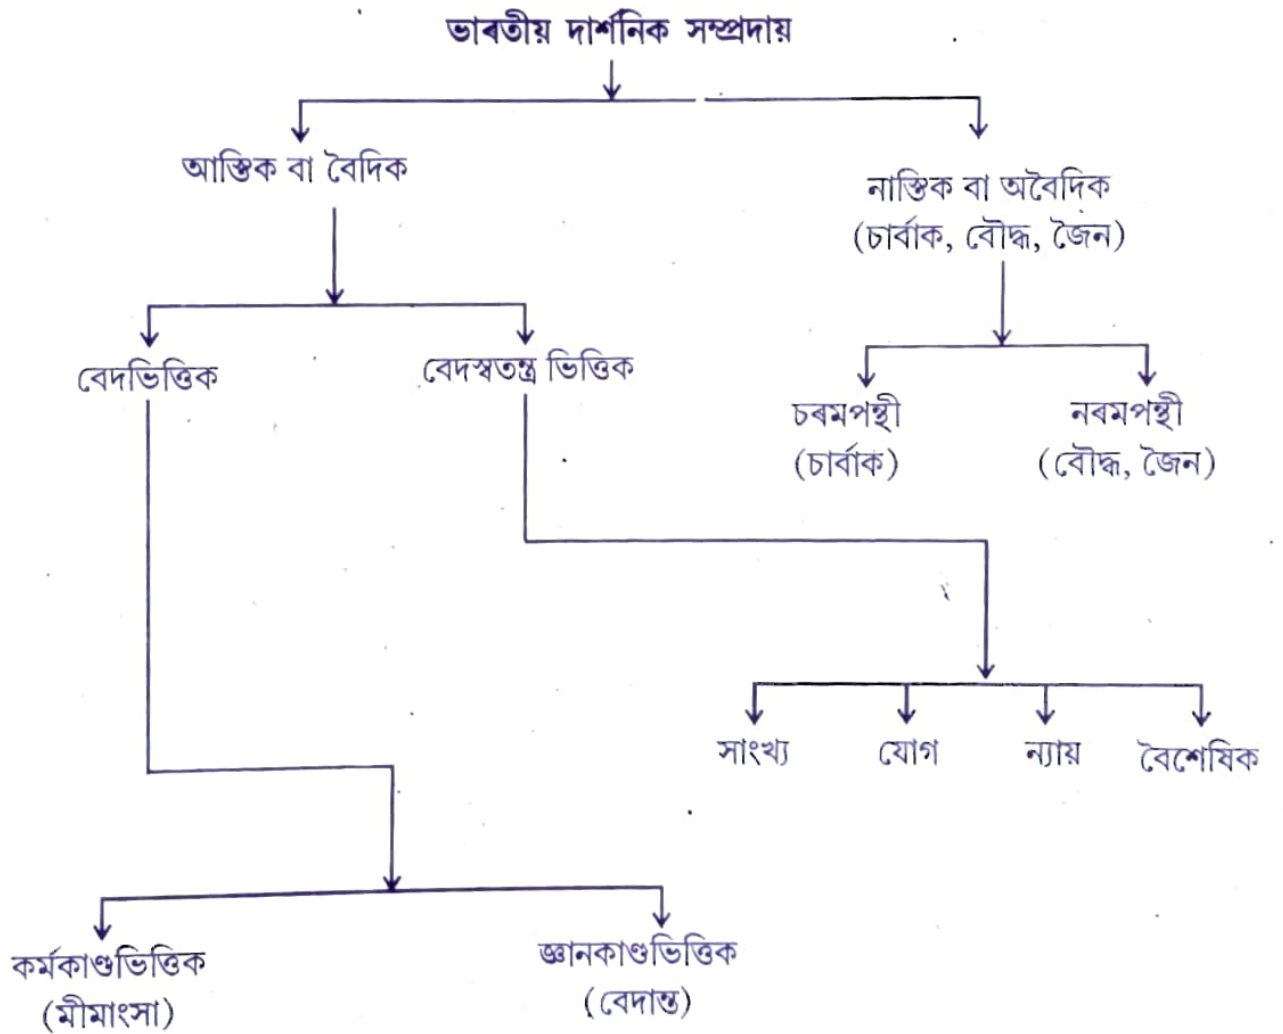 ভাৰতীয় দাৰ্শনিক সম্প্ৰদায়
আস্তিক বা বৈদিক
নাস্তিক বা অবৈদিক
(চাৰ্বাক, বৌদ্ধ, জৈন)
বেদভিত্তিক
বেদস্বতন্ত্ৰ ভিত্তিক
চৰমপন্থী
(চাৰ্বাক)
নৰমপন্থী
(বৌদ্ধ, জৈন)
সাংখ্য
যোগ
ন্যায়
বৈশেষিক
কৰ্মকাণ্ডভিত্তিক
(মীমাংসা)
জ্ঞানকাণ্ডভিত্তিক
(বেদান্ত)